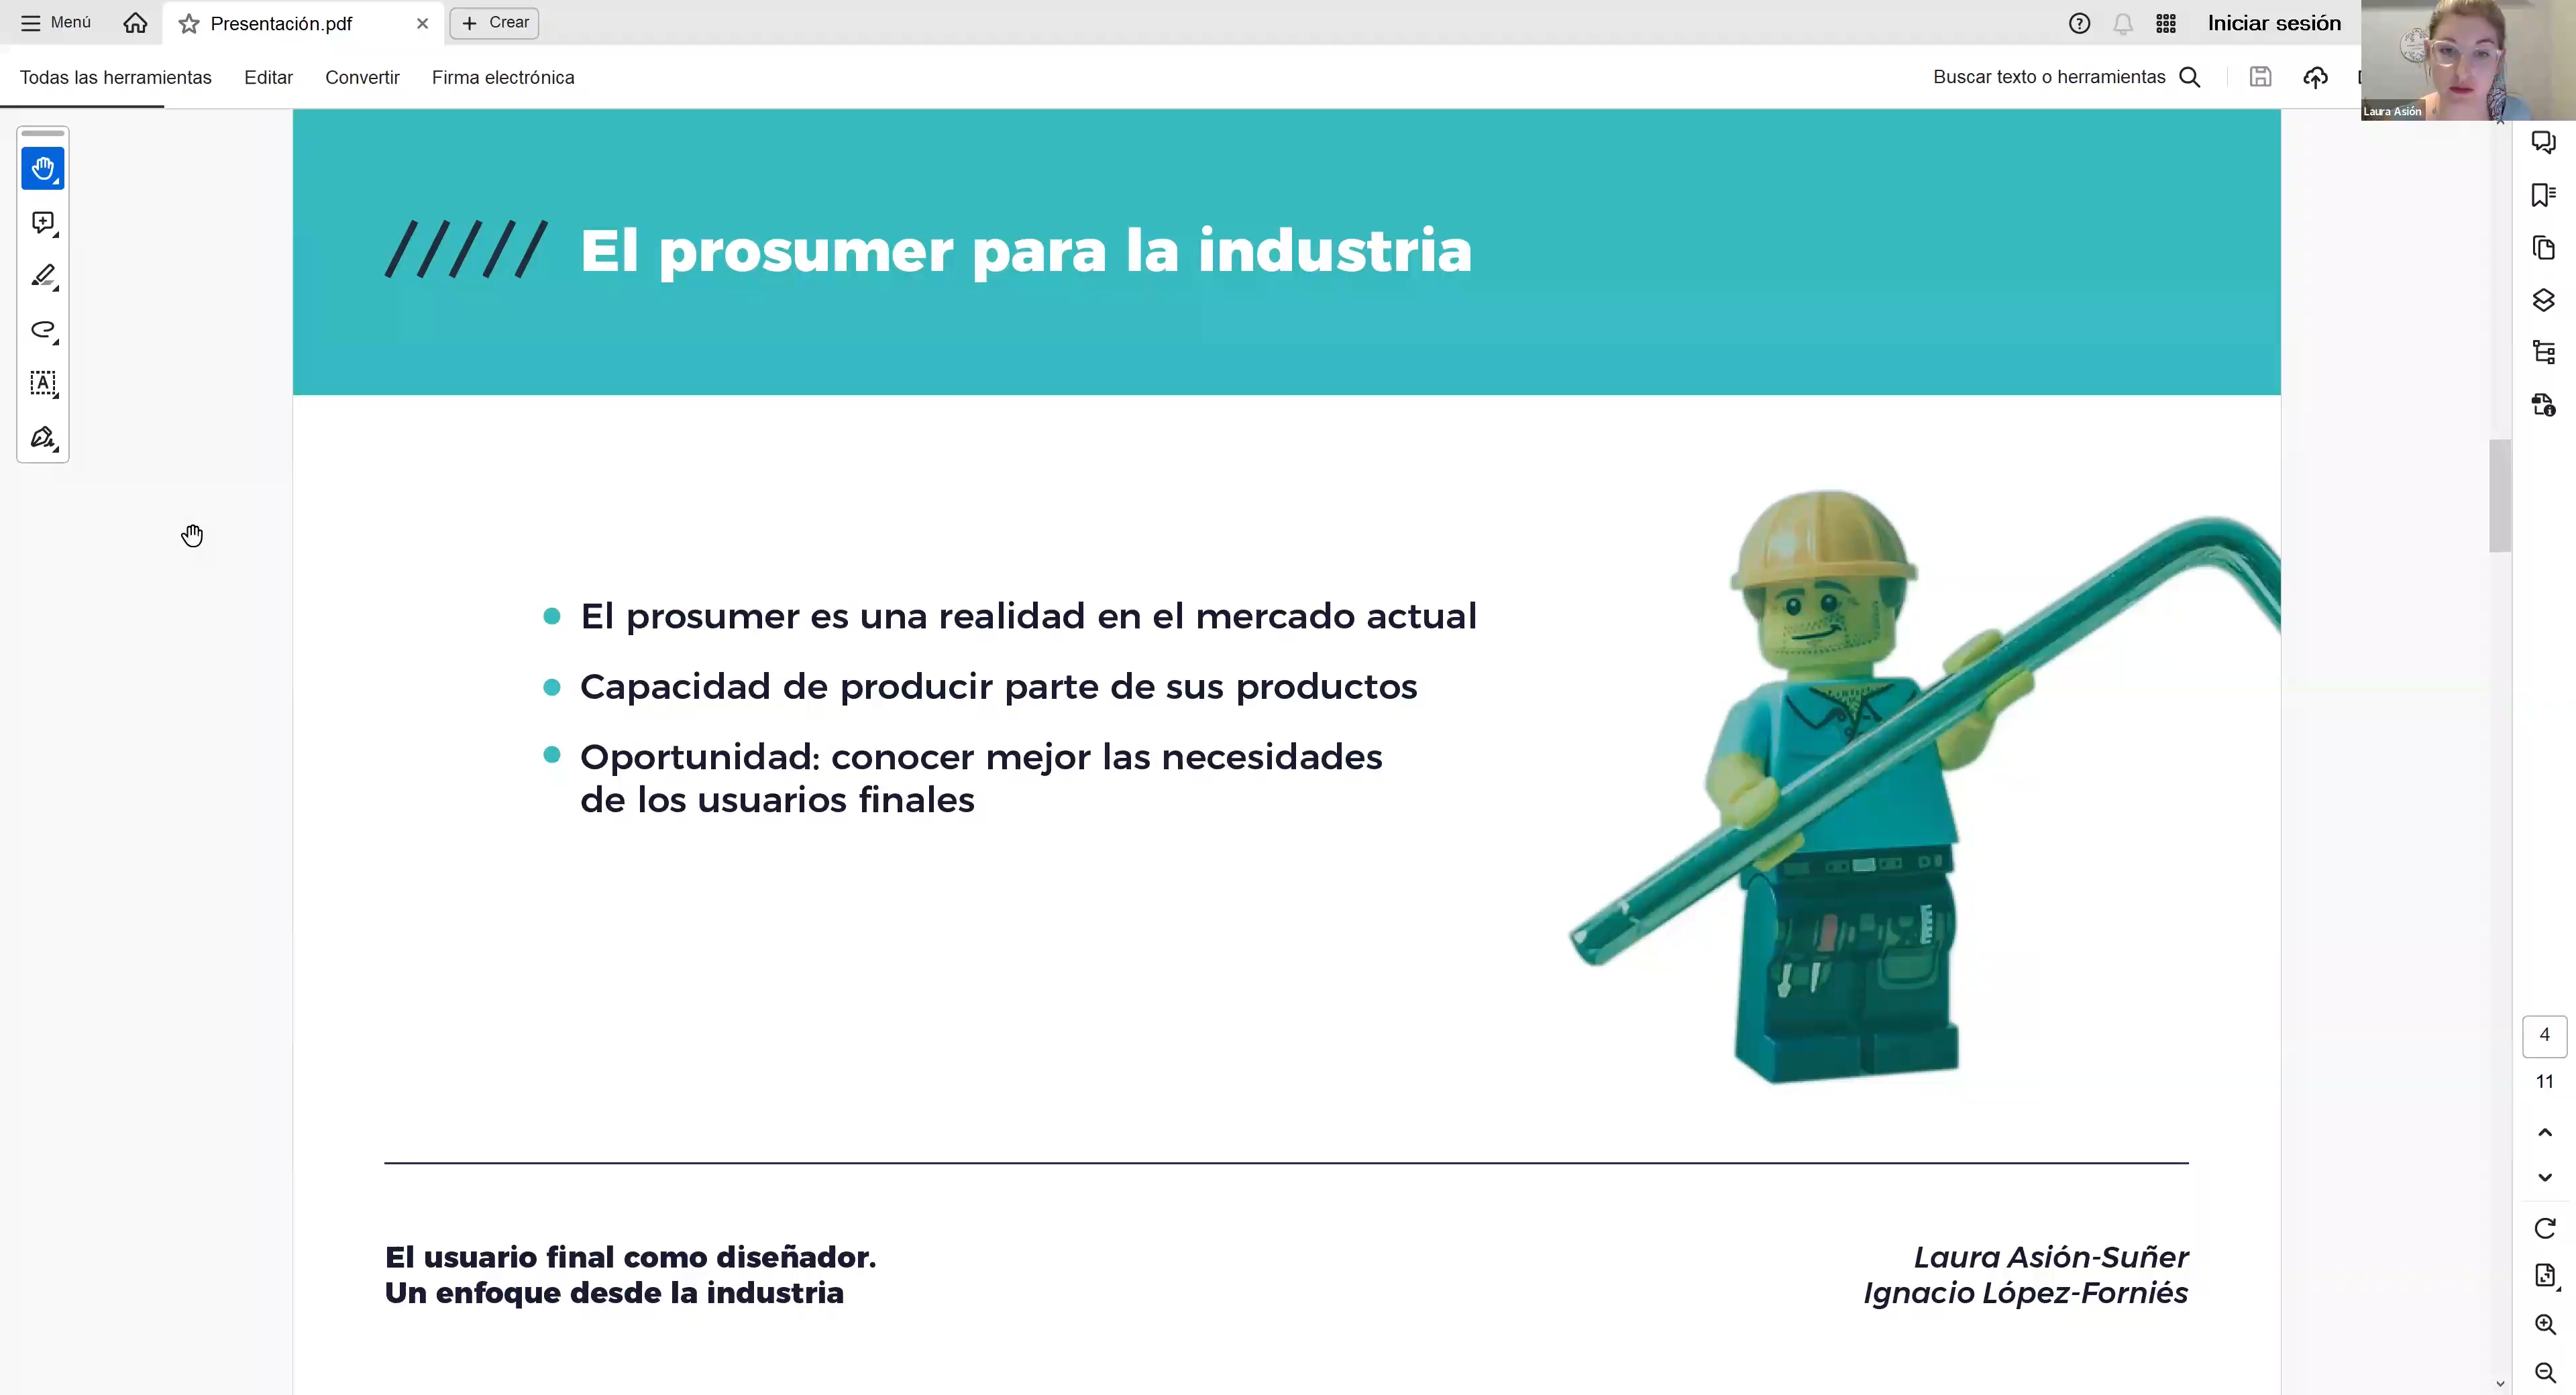 Menú
Presentación.pdf
Crear
Iniciar sesión
Todas las herramientas
Editar
Convertir
Firma electrónica
Buscar texto o herramientas
Laura Asión
El prosumer para la industria
El prosumer es una realidad en el mercado actual
Capacidad de producir parte de sus productos
Oportunidad: conocer mejor las necesidades
de los usuarios finales
El usuario final como diseñador.
Un enfoque desde la industria
Laura Asión-Suñer
Ignacio López-Forniés
4
11